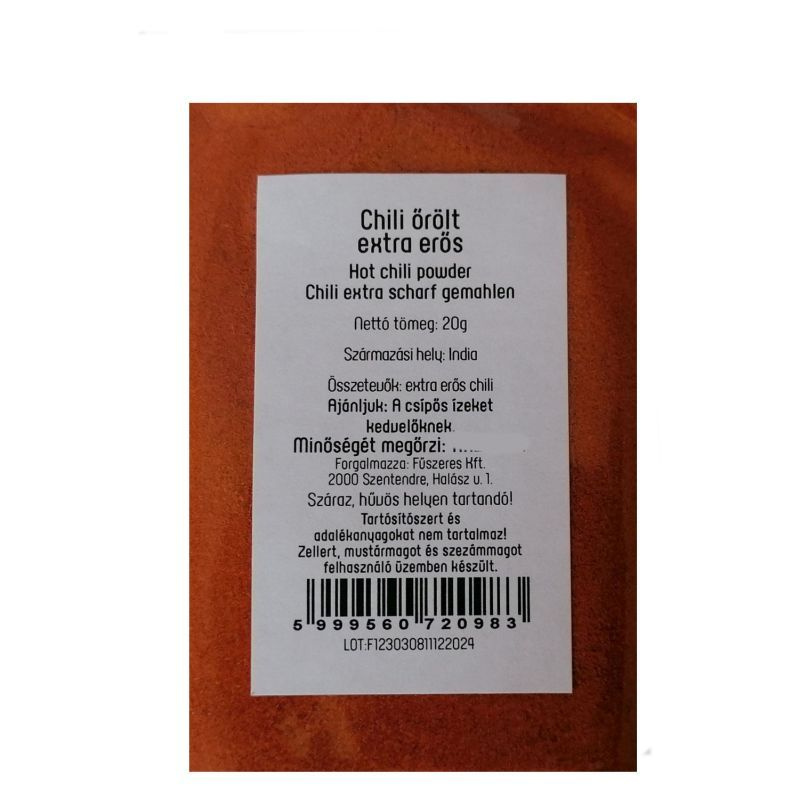 Chili őrölt
extra erős
Hot chili powder
Chili extra scharf gemahlen
Nettó tömeg: 20g
Származási hely: India
Összetevők: extra erős chili
Ajánljuk: A csípős ízeket
kedvelőknek.
Minőségét megőrzi:
Forgalmazza: Fűszeres Kft.
2000 Szentendre, Halász u. 1.
Száraz, hűvös helyen tartandó!
Tartósítószert és
adalékanyagokat nem tartalmaz!
Zellert, mustármagot és szezámmagot
felhasználó üzemben készült.
5 999560 720983
LOT:F123030811122024